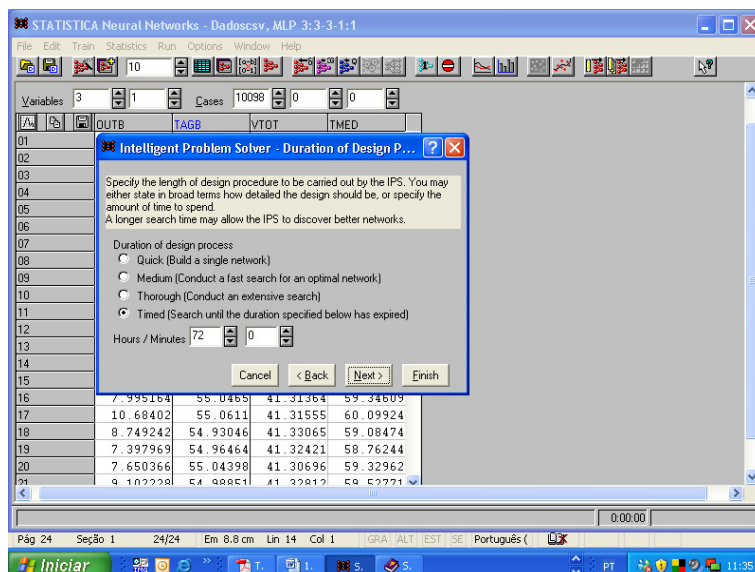 STATISTICA Neural Networks - Dadoscsv, MLP 3:3-3-1:1
File Edit Train Statistics Run Options Window Help
10
Variables 3 1 Cases 10098 0 0
OUTB TAGB VTOT TMED
01
02
03
04
05
06
07
08
09
10
11
12
13
14
15
Intelligent Problem Solver - Duration of Design P...
Specify the length of design procedure to be carried out by the IPS. You may
either state in broad terms how detailed the design should be, or specify the
amount of time to spend.
A longer search time may allow the IPS to discover better networks.
Duration of design process
Quick (Build a single network)
Medium (Conduct a fast search for an optimal network)
Thorough (Conduct an extensive search)
Timed (Search until the duration specified below has expired)
Hours / Minutes 72 0
Cancel < Back Next > Finish
16 7.995164 55.0465 41.31364 59.34609
17 10.68402 55.0611 41.31555 60.09924
18 8.749242 54.93046 41.33065 59.08474
19 7.397969 54.96464 41.32421 58.76244
20 7.650366 55.04398 41.30696 59.32962
21 9.102228 54.98851 41.32812 59.52771
0:00:00
Pág 24 Seção 1 24/24 Em 8.8 cm Lin 14 Col 1 GRA ALT EST SE Português (
Iniciar » T. 1. S. S. PT 11:35